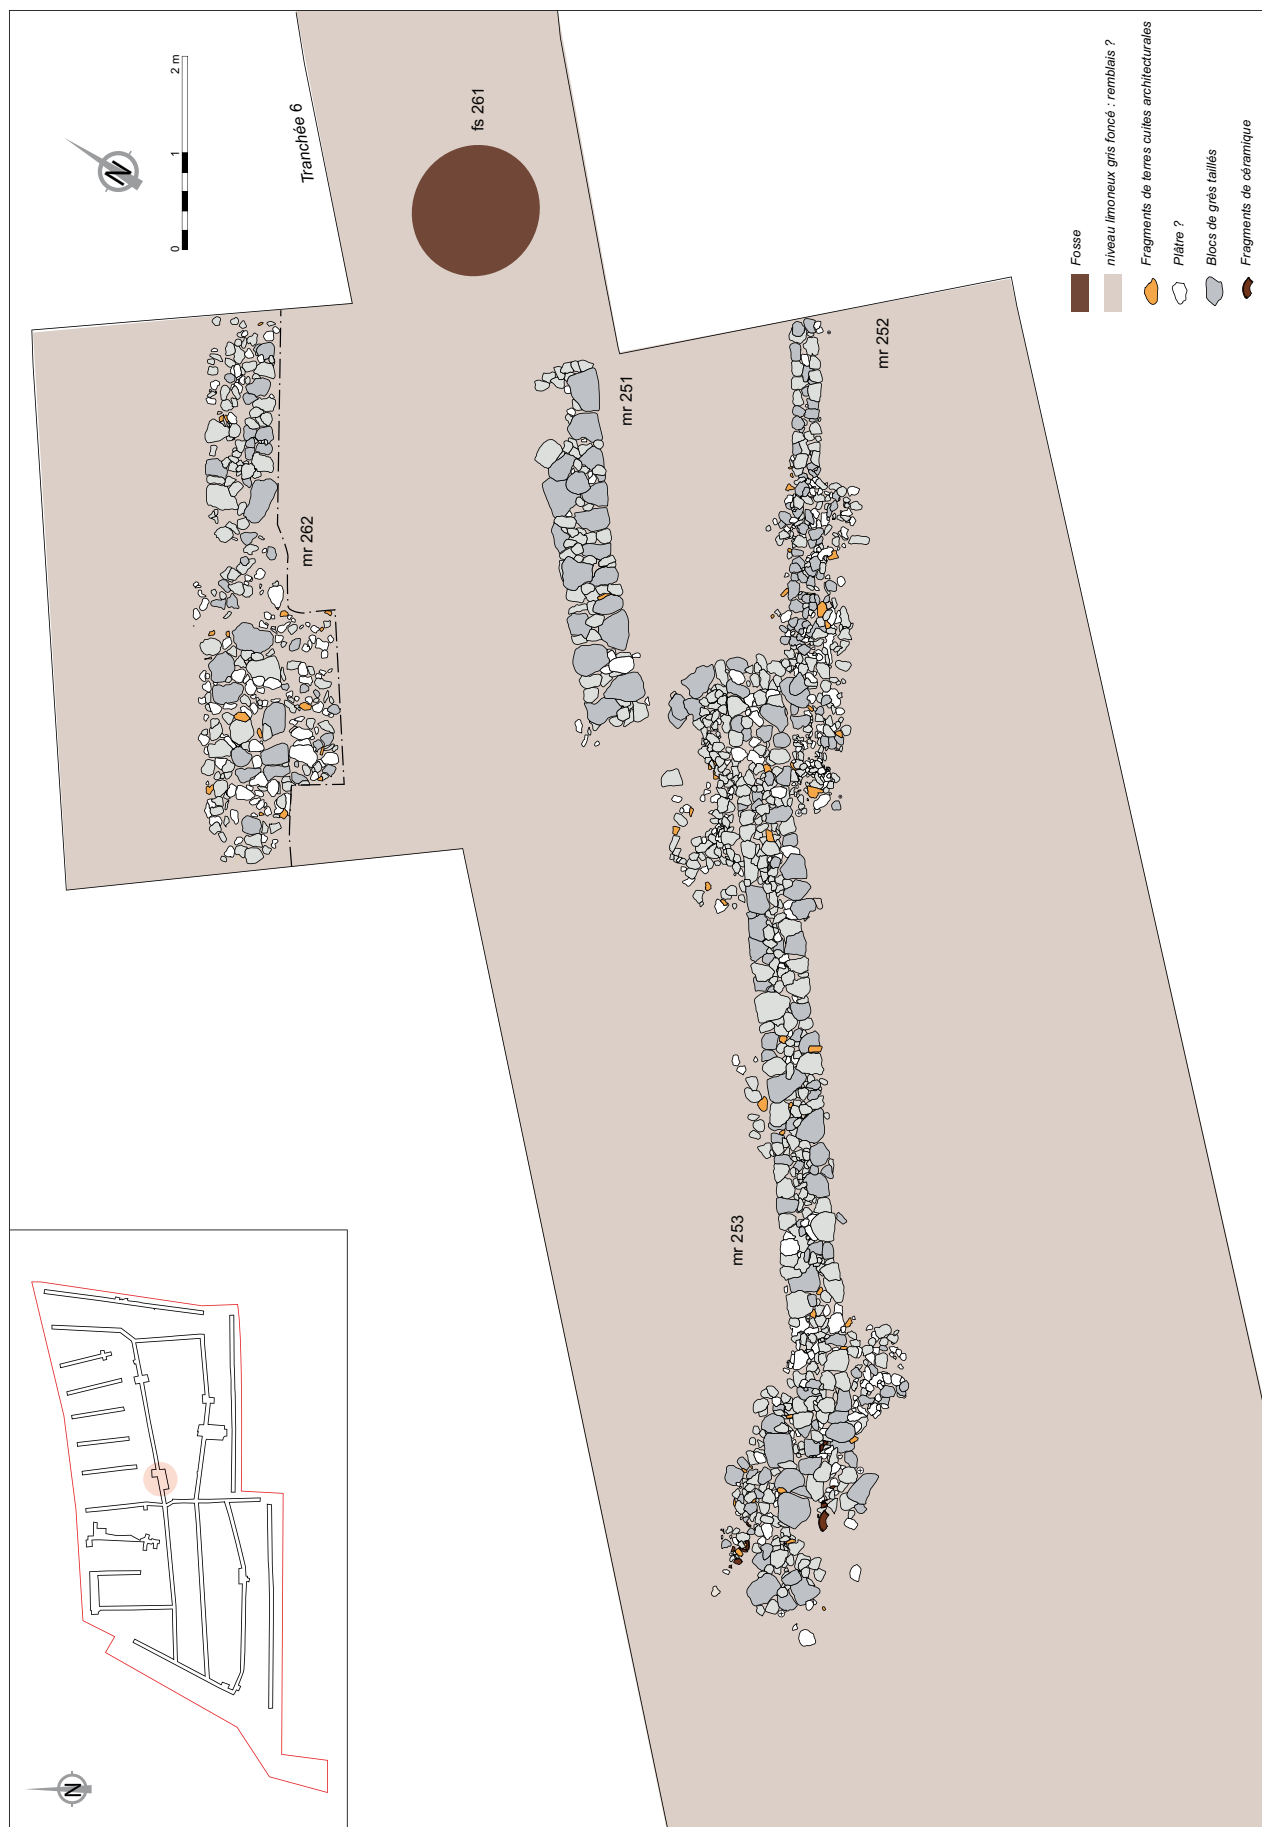 Tranchée 6
0 1 2 m
N
fs 261
mr 251
mr 252
mr 262
mr 253
N
Fosse
niveau limoneux gris foncé : remblais ?
Fragments de terres cuites architecturales
Plâtre ?
Blocs de grès taillés
Fragments de céramique